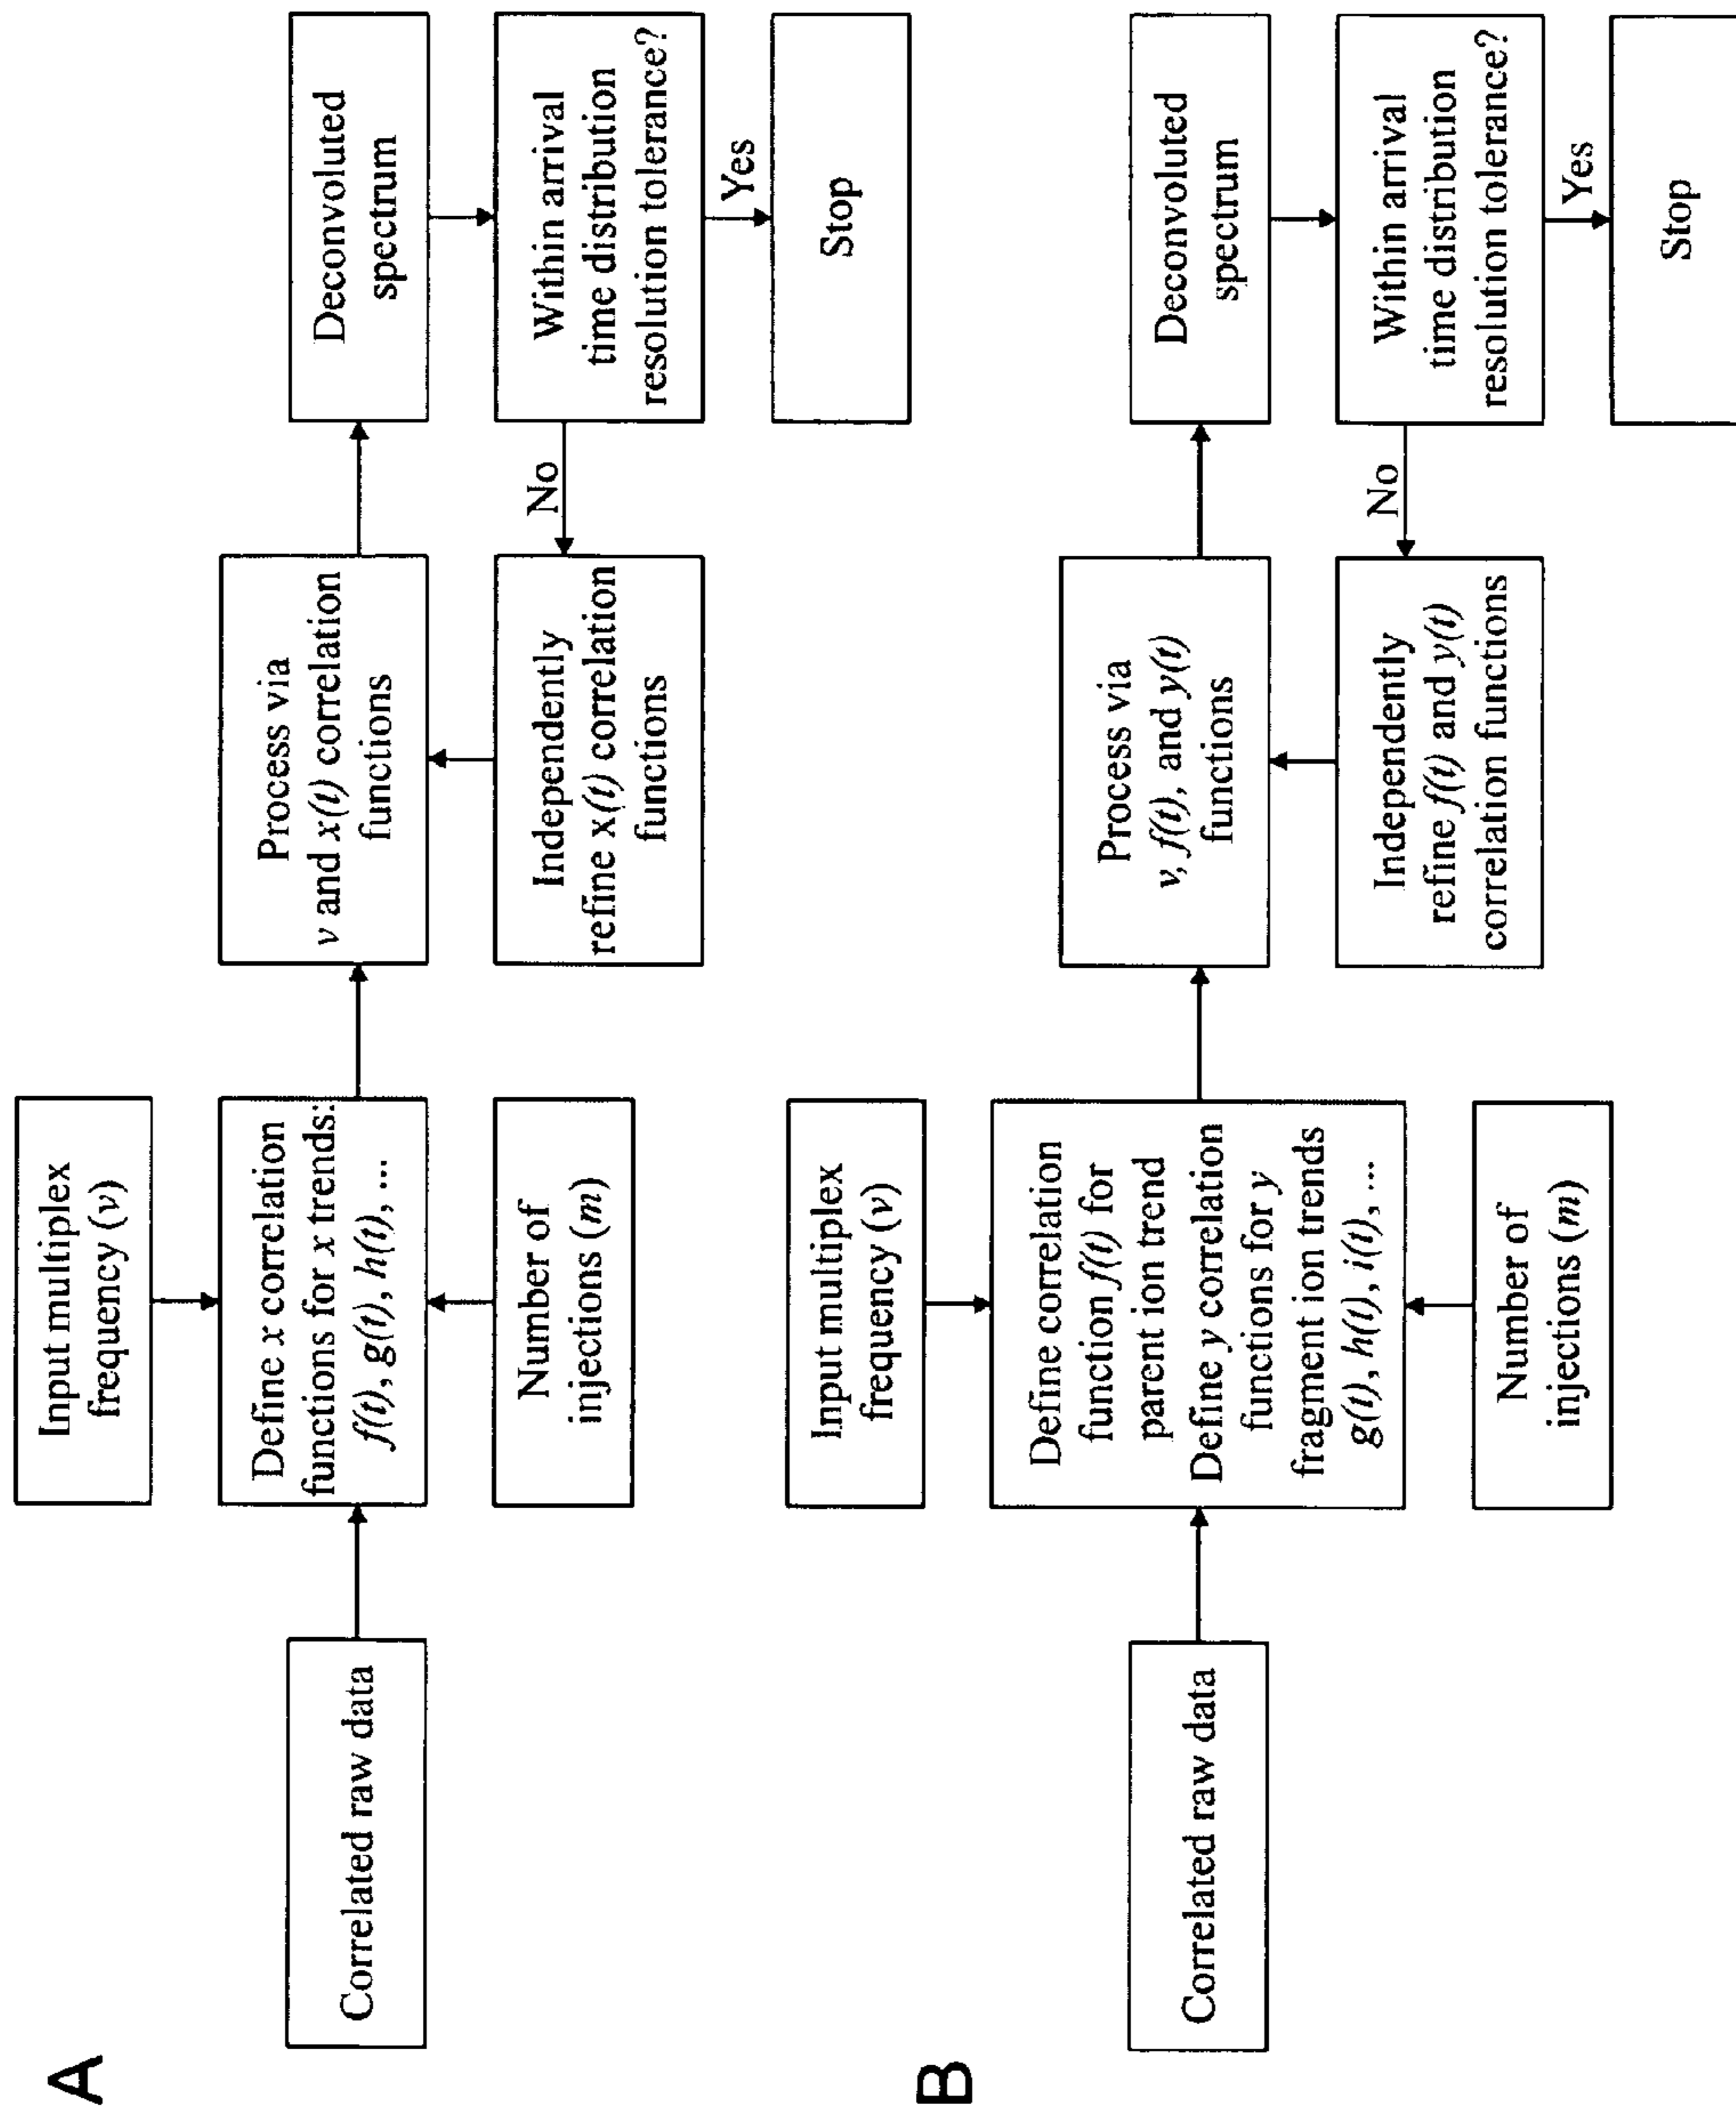 A
Correlated raw data
Input multiplex
frequency (v)
Define x correlation
functions for x trends:
f(t), g(t), h(t), ...
Number of
injections (m)
Process via
v and x(t) correlation
functions
Independently
refine x(t) correlation
functions
No
Deconvoluted
spectrum
Within arrival
time distribution
resolution tolerance?
Yes
Stop
B
Correlated raw data
Input multiplex
frequency (v)
Define correlation
function f(t) for
parent ion trend
Define y correlation
functions for y
fragment ion trends
g(t), h(t), i(t), ...
Number of
injections (m)
Process via
v, f(t), and y(t)
functions
Independently
refine f(t) and y(t)
correlation functions
No
Deconvoluted
spectrum
Within arrival
time distribution
resolution tolerance?
Yes
Stop